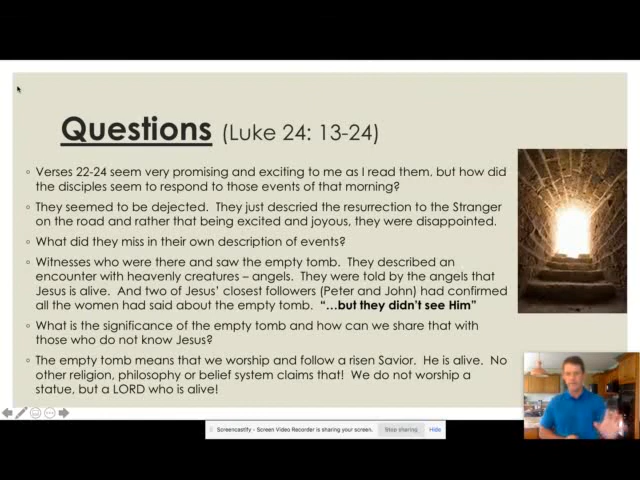 Questions (Luke 24: 13-24)
◦ Verses 22-24 seem very promising and exciting to me as I read them, but how did
the disciples seem to respond to those events of that morning?
◦ They seemed to be dejected. They just descried the resurrection to the Stranger
on the road and rather that being excited and joyous, they were disappointed.
◦ What did they miss in their own description of events?
◦ Witnesses who were there and saw the empty tomb. They described an
encounter with heavenly creatures – angels. They were told by the angels that
Jesus is alive. And two of Jesus' closest followers (Peter and John) had confirmed
all the women had said about the empty tomb. "…but they didn't see Him"
◦ What is the significance of the empty tomb and how can we share that with
those who do not know Jesus?
◦ The empty tomb means that we worship and follow a risen Savior. He is alive. No
other religion, philosophy or belief system claims that! We do not worship a
statue, but a LORD who is alive!
Screencastify - Screen Video Recorder is sharing your screen. Stop sharing Hide